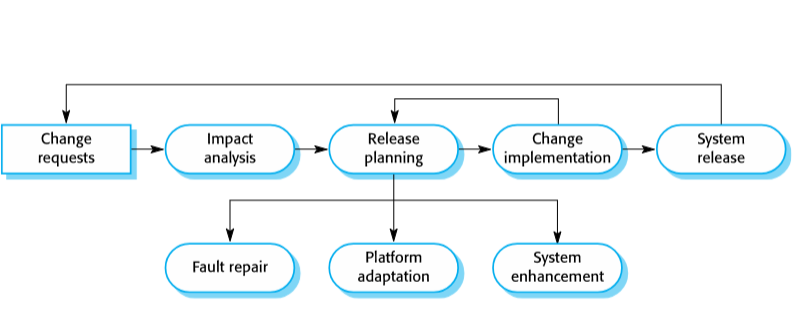 Change
requests
Impact
analysis
Release
planning
Change
implementation
System
release
Fault repair
Platform
adaptation
System
enhancement